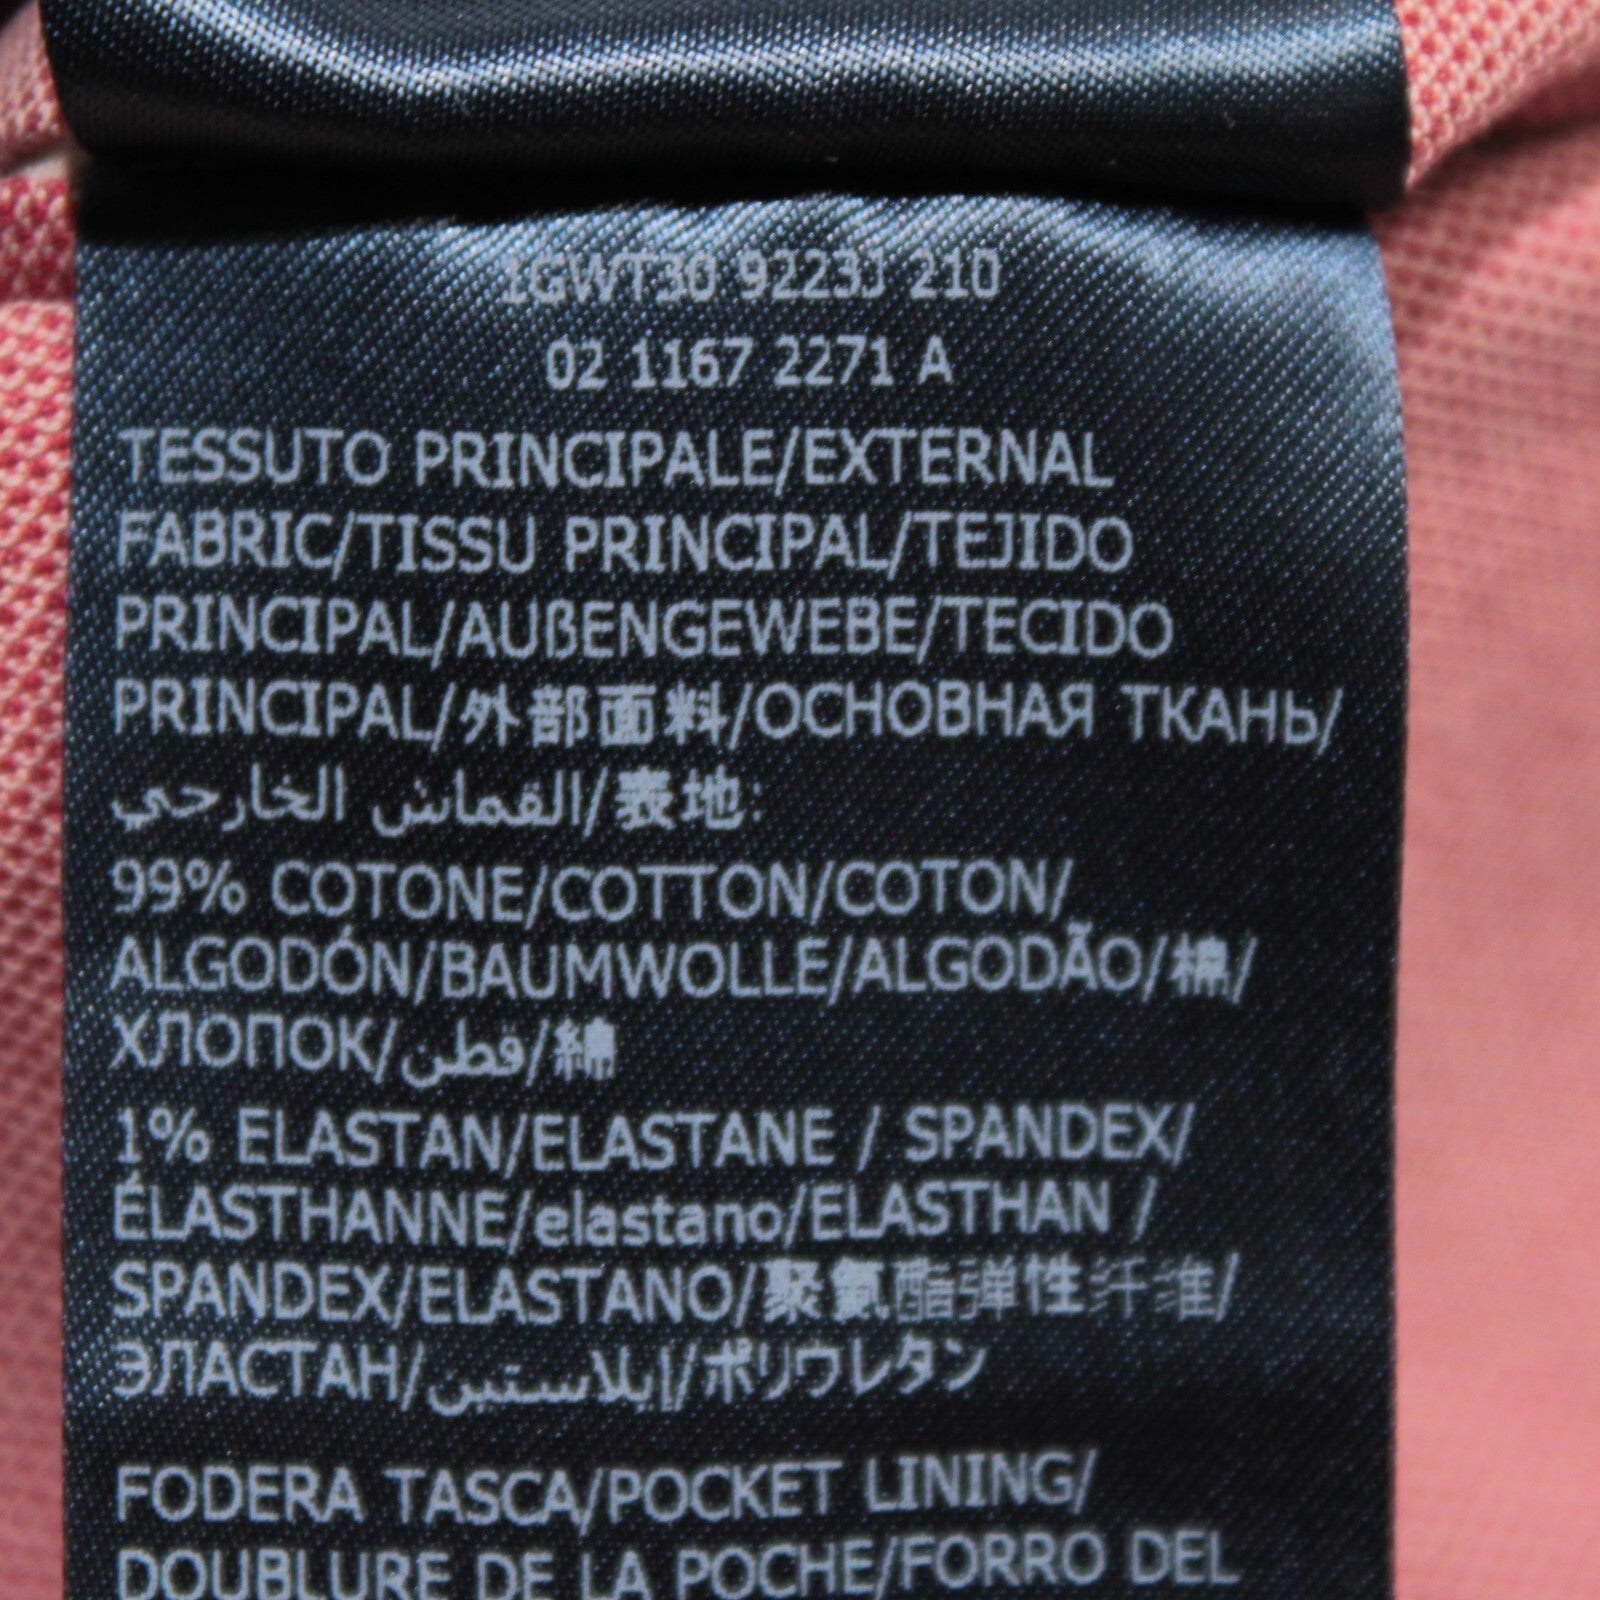 1GWT30 9223J 210
02 1167 2271 A
TESSUTO PRINCIPALE/EXTERNAL
FABRIC/TISSU PRINCIPAL/TEJIDO
PRINCIPAL/AUßENGEWEBE/TECIDO
PRINCIPAL/外部面料/ОСНОВНАЯ ТКАНЬ/
القماش الخارجي/表地:
99% COTONE/COTTON/COTON/
ALGODÓN/BAUMWOLLE/ALGODÃO/棉/
ХЛОПОК/قطن/綿
1% ELASTAN/ELASTANE / SPANDEX/
ÉLASTHANNE/elastano/ELASTHAN /
SPANDEX/ELASTANO/聚氨酯弹性纤维/
ЭЛАСТАН/إيلاستين/ポリウレタン
FODERA TASCA/POCKET LINING/
DOUBLURE DE LA POCHE/FORRO DEL